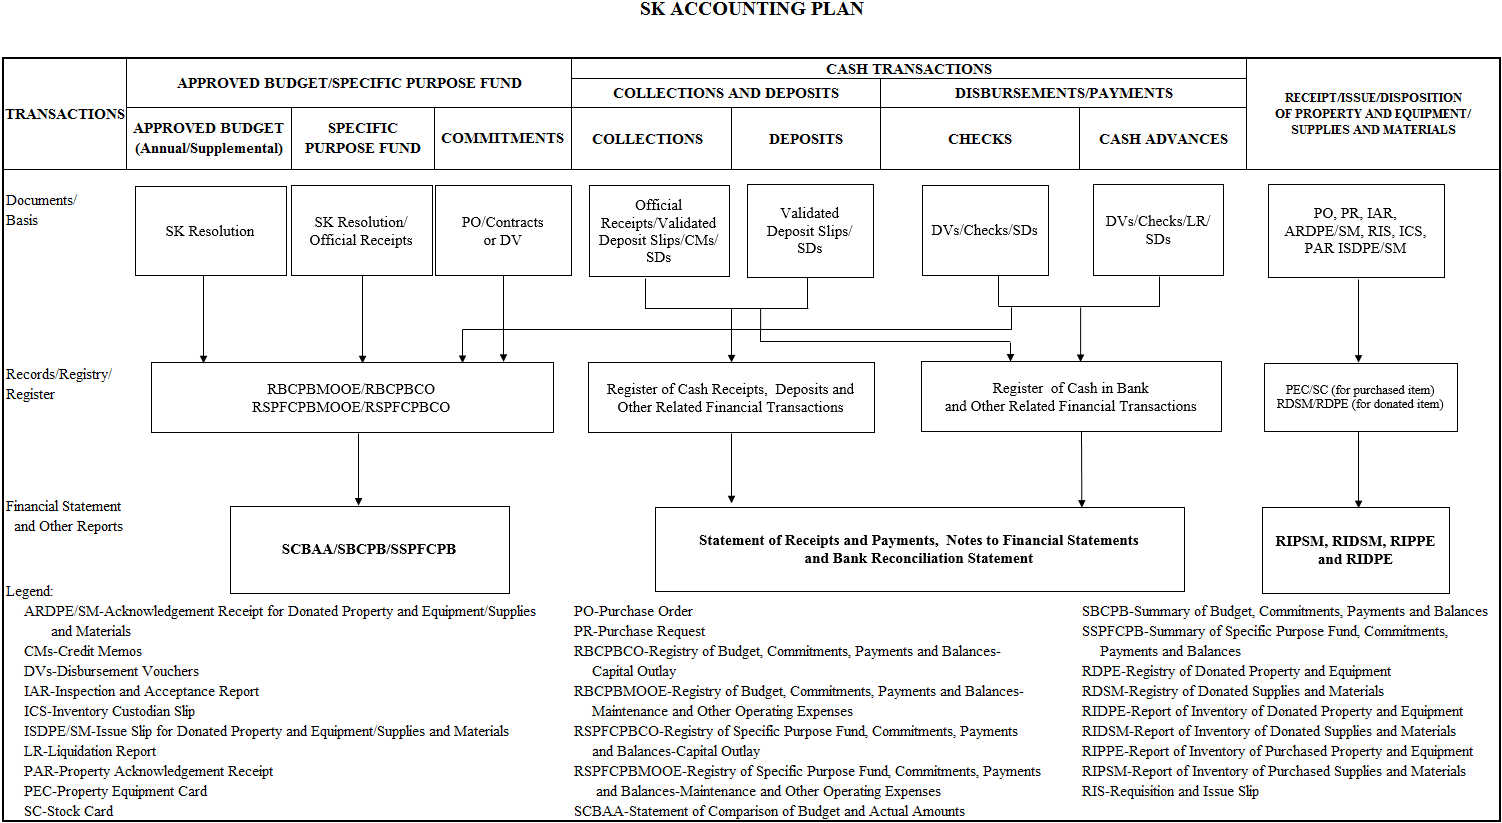 SK ACCOUNTING PLAN
TRANSACTIONS
APPROVED BUDGET/SPECIFIC PURPOSE FUND
APPROVED BUDGET
(Annual/Supplemental)
SPECIFIC
PURPOSE FUND
COMMITMENTS
CASH TRANSACTIONS
COLLECTIONS AND DEPOSITS
COLLECTIONS
DEPOSITS
DISBURSEMENTS/PAYMENTS
CHECKS
CASH ADVANCES
RECEIPT/ISSUE/DISPOSITION
OF PROPERTY AND EQUIPMENT/
SUPPLIES AND MATERIALS
Documents/
Basis
SK Resolution
SK Resolution/
Official Receipts
PO/Contracts
or DV
Official
Receipts/Validated
Deposit Slips/CMs/
SDs
Validated
Deposit Slips/
SDs
DVs/Checks/SDs
DVs/Checks/LR/
SDs
PO, PR, IAR,
ARDPE/SM, RIS, ICS,
PAR ISDPE/SM
Records/Registry/
Register
RBCPBMOOE/RBCPBCO
RSPFCPBMOOE/RSPFCPBCO
Register of Cash Receipts, Deposits and
Other Related Financial Transactions
Register of Cash in Bank
and Other Related Financial Transactions
PEC/SC (for purchased item)
RDSM/RDPE (for donated item)
Financial Statement
and Other Reports
SCBAA/SBCPB/SSPFCPB
Statement of Receipts and Payments, Notes to Financial Statements
and Bank Reconciliation Statement
RIPSM, RIDSM, RIPPE
and RIDPE
Legend:
ARDPE/SM-Acknowledgement Receipt for Donated Property and Equipment/Supplies
and Materials
CMs-Credit Memos
DVs-Disbursement Vouchers
IAR-Inspection and Acceptance Report
ICS-Inventory Custodian Slip
ISDPE/SM-Issue Slip for Donated Property and Equipment/Supplies and Materials
LR-Liquidation Report
PAR-Property Acknowledgement Receipt
PEC-Property Equipment Card
SC-Stock Card
PO-Purchase Order
PR-Purchase Request
RBCPBCO-Registry of Budget, Commitments, Payments and Balances-
Capital Outlay
RBCPBMOOE-Registry of Budget, Commitments, Payments and Balances-
Maintenance and Other Operating Expenses
RSPFCPBCO-Registry of Specific Purpose Fund, Commitments, Payments
and Balances-Capital Outlay
RSPFCPBMOOE-Registry of Specific Purpose Fund, Commitments, Payments
and Balances-Maintenance and Other Operating Expenses
SCBAA-Statement of Comparison of Budget and Actual Amounts
SBCPB-Summary of Budget, Commitments, Payments and Balances
SSPFCPB-Summary of Specific Purpose Fund, Commitments,
Payments and Balances
RDPE-Registry of Donated Property and Equipment
RDSM-Registry of Donated Supplies and Materials
RIDPE-Report of Inventory of Donated Property and Equipment
RIDSM-Report of Inventory of Donated Supplies and Materials
RIPPE-Report of Inventory of Purchased Property and Equipment
RIPSM-Report of Inventory of Purchased Supplies and Materials
RIS-Requisition and Issue Slip